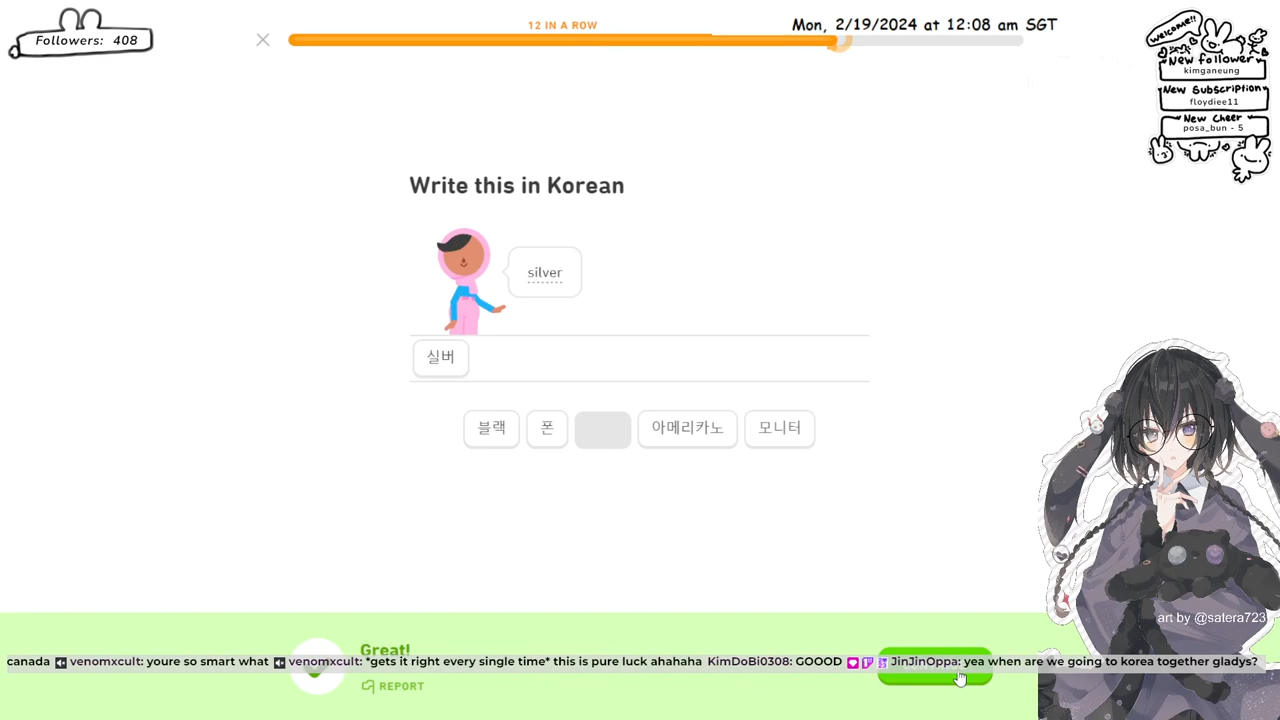 Followers: 408
12 IN A ROW
Mon, 2/19/2024 at 12:08 am SGT
welcome!!
New follower
kimganeung
New Subscription
floydiee11
New Cheer
posa_bun - 5
Write this in Korean
silver
실버
블랙 폰 아메리카노 모니터
art by @satera723
Great!
canada venomxcult: youre so smart what venomxcult: *gets it right every single time* this is pure luck ahahaha KimDoBi0308: GOOOD JinJinOppa: yea when are we going to korea together gladys?
REPORT